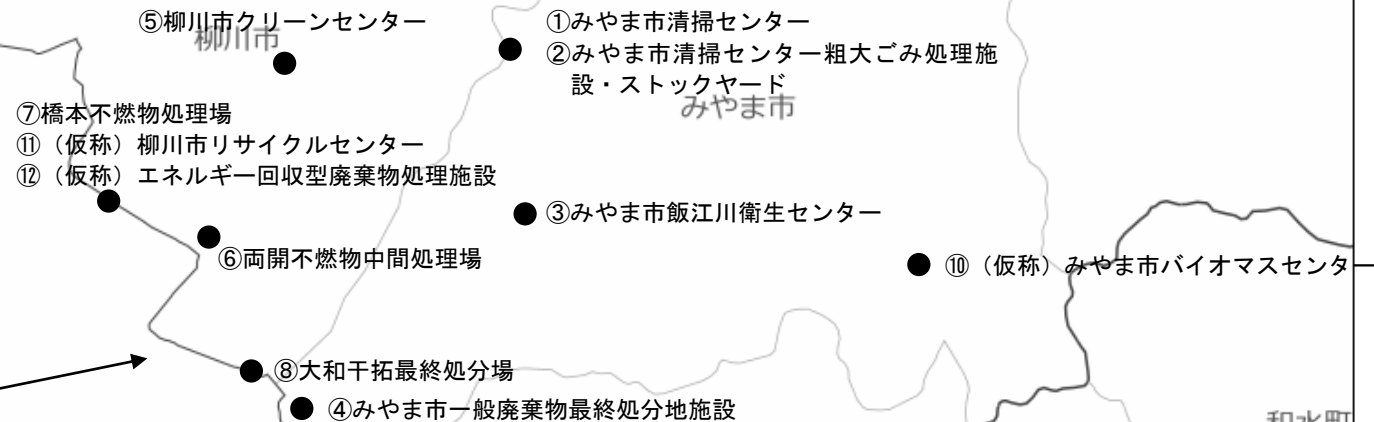 ⑤柳川市クリーンセンター
柳川市
①みやま市清掃センター
②みやま市清掃センター粗大ごみ処理施
設・ストックヤード
みやま市
⑦橋本不燃物処理場
⑪（仮称）柳川市リサイクルセンター
⑫（仮称）エネルギー回収型廃棄物処理施設
③みやま市飯江川衛生センター
⑥両開不燃物中間処理場
⑩（仮称）みやま市バイオマスセンタ
⑧大和干拓最終処分場
④みやま市一般廃棄物最終処分地施設
和水町